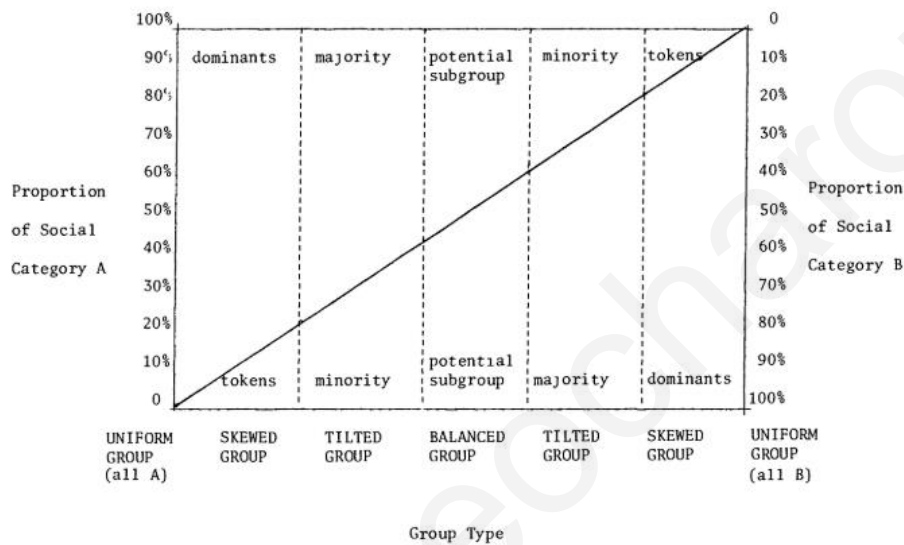 100%
90%
80%
70%
60%
50%
40%
30%
20%
10%
0
Proportion
of Social
Category A
dominants
majority
potential
subgroup
minority
tokens
tokens
minority
potential
subgroup
majority
dominants
0
10%
20%
30%
40%
50%
60%
70%
80%
90%
100%
Proportion
of Social
Category B
UNIFORM
GROUP
(all A)
SKEWED
GROUP
TILTED
GROUP
BALANCED
GROUP
TILTED
GROUP
SKEWED
GROUP
UNIFORM
GROUP
(all B)
Group Type